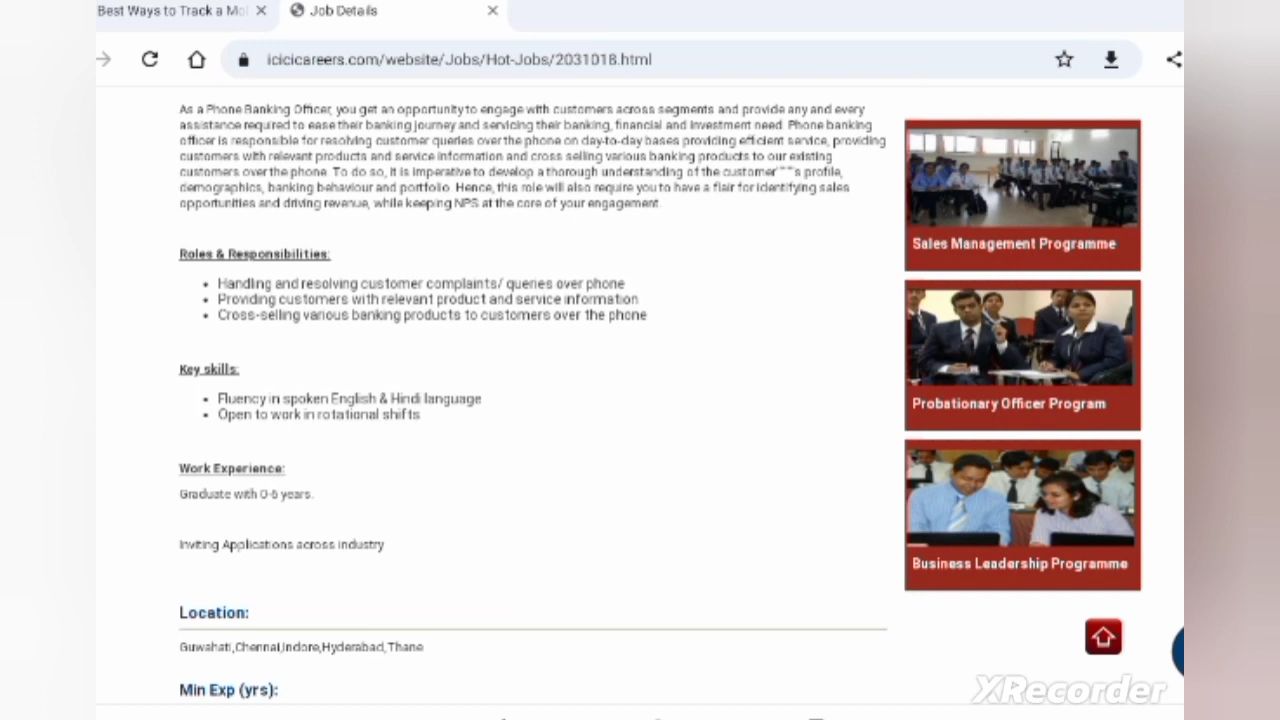 Best Ways to Track a Mo
Job Details
icicicareers.com/website/Jobs/Hot-Jobs/2031018.html
As a Phone Banking Officer, you get an opportunity to engage with customers across segments and provide any and every
assistance required to ease their banking journey and servicing their banking, financial and investment need. Phone banking
officer is responsible for resolving customer queries over the phone on day-to-day bases providing efficient service, providing
customers with relevant products and service information and cross selling various banking products to our existing
customers over the phone. To do so, it is imperative to develop a thorough understanding of the customer""'s profile,
demographics, banking behaviour and portfolio. Hence, this role will also require you to have a flair for identifying sales
opportunities and driving revenue, while keeping NPS at the core of your engagement.
Roles & Responsibilities:
• Handling and resolving customer complaints/ queries over phone
• Providing customers with relevant product and service information
• Cross-selling various banking products to customers over the phone
Key skills:
• Fluency in spoken English & Hindi language
• Open to work in rotational shifts
Work Experience:
Graduate with 0-6 years.
Inviting Applications across industry
Location:
Guwahati,Chennai,Indore,Hyderabad,Thane
Min Exp (yrs):
Sales Management Programme
Probationary Officer Program
Business Leadership Programme
XRecorder